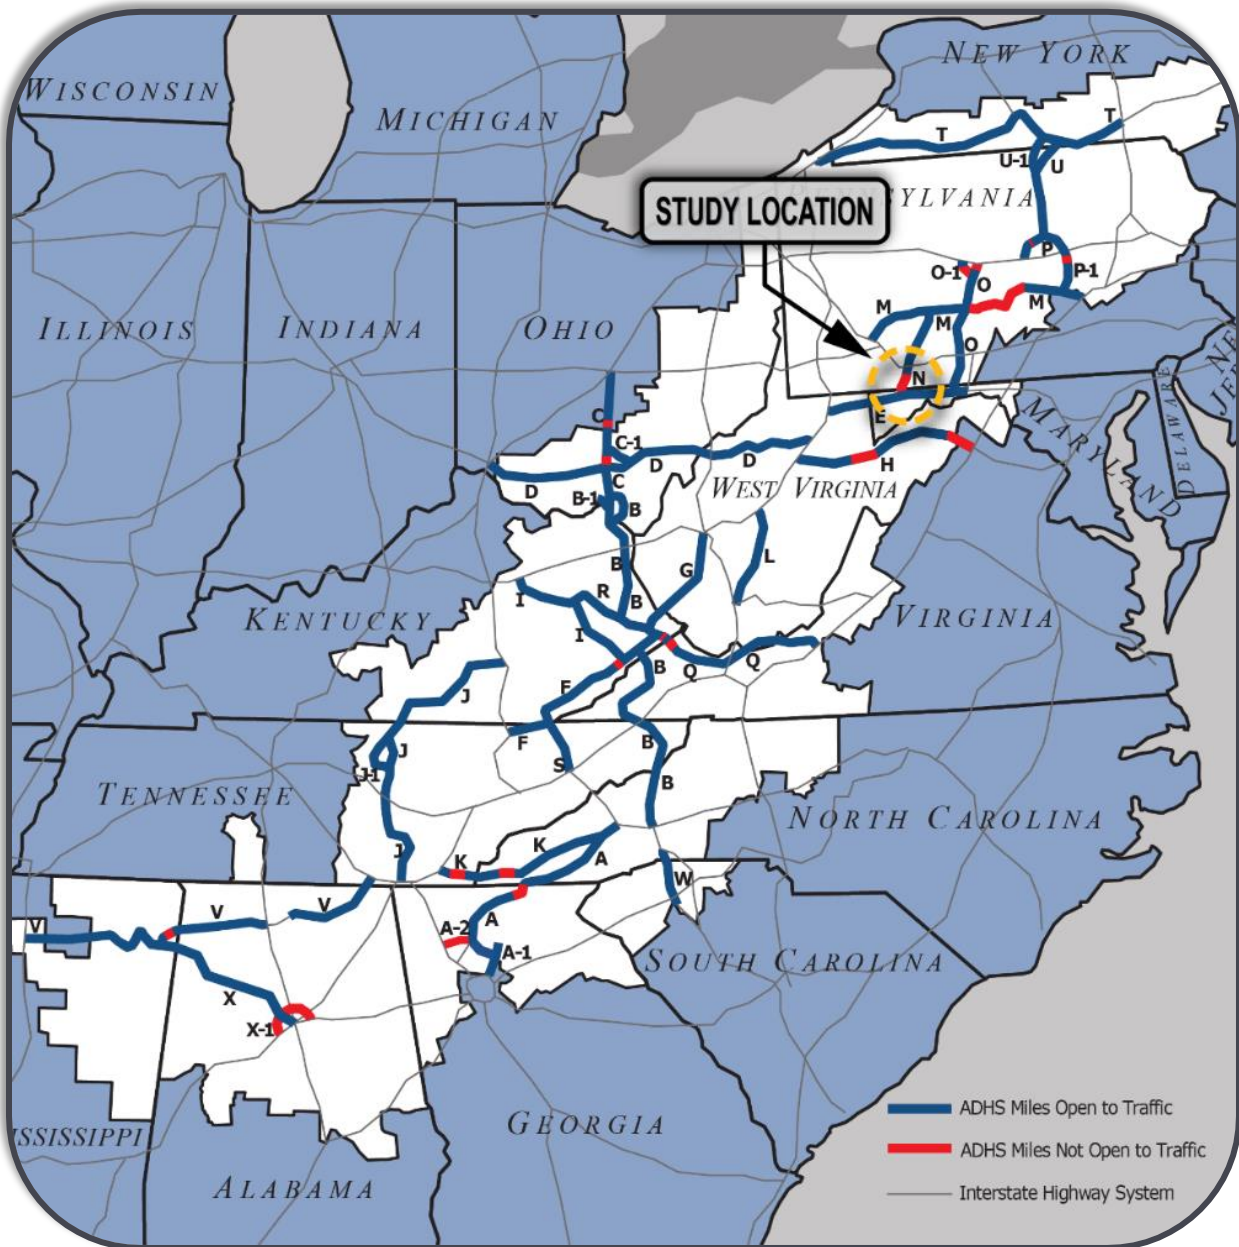 NEW YORK
WISCONSIN
MICHIGAN
T
T
U-1
U
PENNSYLVANIA
STUDY LOCATION
P
O-1
O
P-1
M
M
M
ILLINOIS
INDIANA
OHIO
O
N
E
MARYLAND
DELAWARE
C
C-1
D
D
H
D
C
B-1
B
WEST VIRGINIA
L
B
G
I
R
B
KENTUCKY
I
VIRGINIA
B
Q
Q
F
J
F
B
J
S
J1
B
TENNESSEE
NORTH CAROLINA
K
J
K
A
W
V
V
V
A
A-2
A-1
SOUTH CAROLINA
X
X-1
ADHS Miles Open to Traffic
GEORGIA
ISSISSIPPI
ADHS Miles Not Open to Traffic
ALABAMA
Interstate Highway System